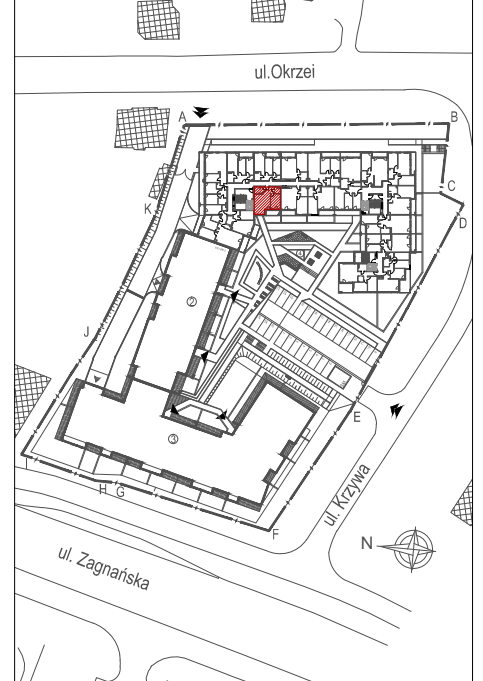 ul.Okrzei
A
B
C
D
K
②
J
③
E
I
H G
F
ul. Krzywa
N
ul. Zagnańska